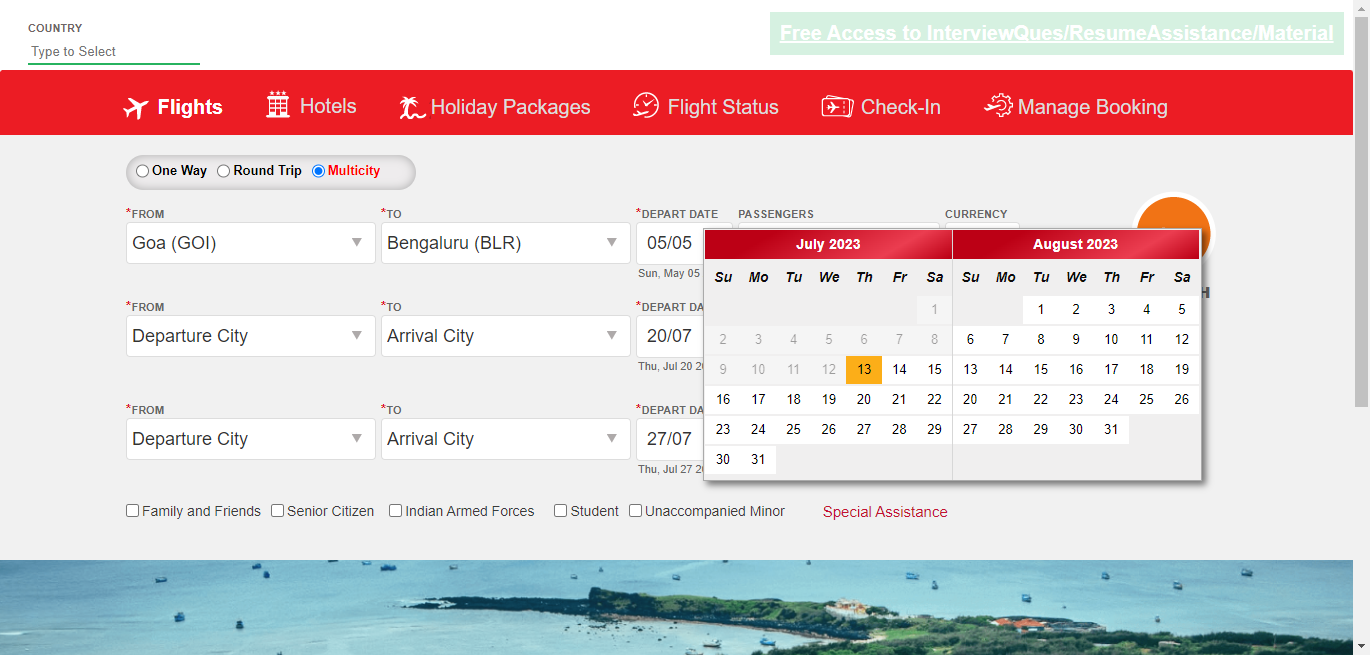 COUNTRY
Type to Select
Free Access to InterviewQues/ResumeAssistance/Material
Flights Hotels Holiday Packages Flight Status Check-In Manage Booking
One Way Round Trip Multicity
*FROM *TO *DEPART DATE PASSENGERS CURRENCY
Goa (GOI) Bengaluru (BLR) 05/05
Sun, May 05
July 2023 August 2023
Su Mo Tu We Th Fr Sa Su Mo Tu We Th Fr Sa
1 1 2 3 4 5
2 3 4 5 6 7 8 6 7 8 9 10 11 12
9 10 11 12 13 14 15 13 14 15 16 17 18 19
16 17 18 19 20 21 22 20 21 22 23 24 25 26
23 24 25 26 27 28 29 27 28 29 30 31
30 31
*FROM *TO *DEPART DA
Departure City Arrival City 20/07
Thu, Jul 20 20
*FROM *TO *DEPART DA
Departure City Arrival City 27/07
Thu, Jul 27 20
Family and Friends Senior Citizen Indian Armed Forces Student Unaccompanied Minor Special Assistance